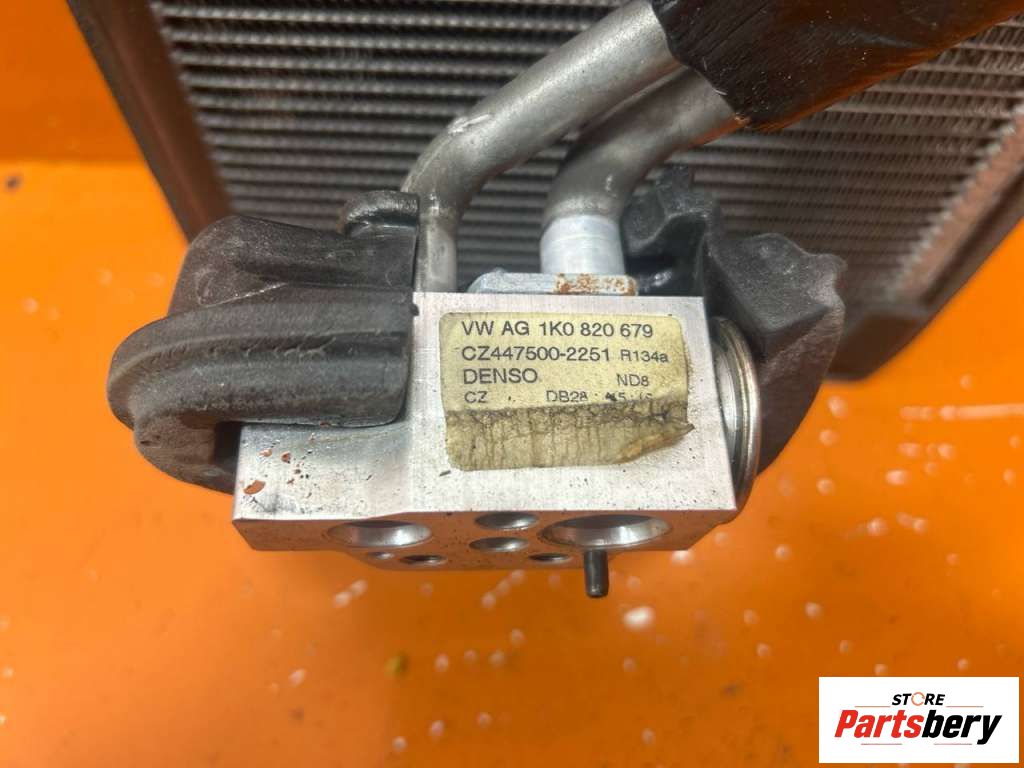 VW AG 1K0 820 679
CZ447500-2251 R134a
DENSO ND8
CZ DB28
STORE
Partsbery